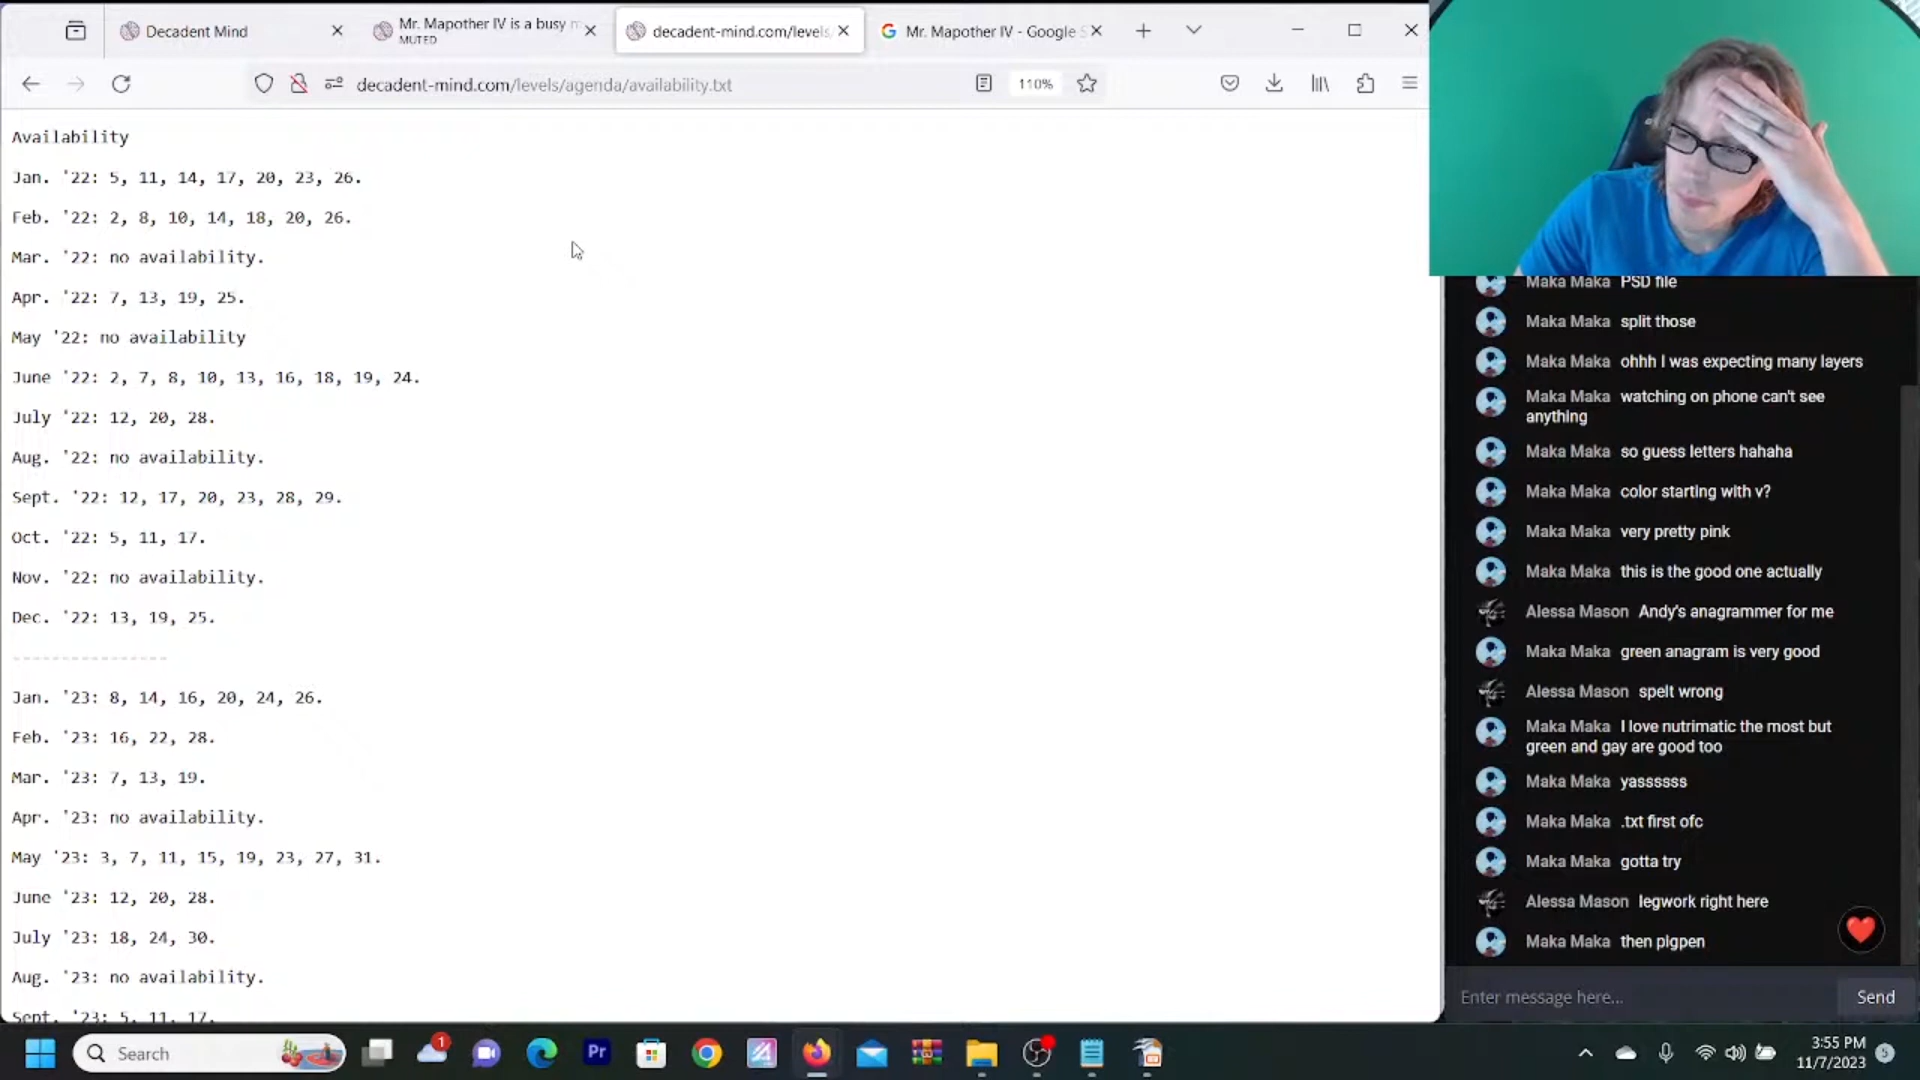 Decadent Mind
Mr. Mapother IV is a busy m
MUTED
decadent-mind.com/levels
Mr. Mapother IV - Google S
decadent-mind.com/levels/agenda/availability.txt
110%
Availability
Jan. '22: 5, 11, 14, 17, 20, 23, 26.
Feb. '22: 2, 8, 10, 14, 18, 20, 26.
Mar. '22: no availability.
Apr. '22: 7, 13, 19, 25.
May '22: no availability
June '22: 2, 7, 8, 10, 13, 16, 18, 19, 24.
July '22: 12, 20, 28.
Aug. '22: no availability.
Sept. '22: 12, 17, 20, 23, 28, 29.
Oct. '22: 5, 11, 17.
Nov. '22: no availability.
Dec. '22: 13, 19, 25.
----------------
Jan. '23: 8, 14, 16, 20, 24, 26.
Feb. '23: 16, 22, 28.
Mar. '23: 7, 13, 19.
Apr. '23: no availability.
May '23: 3, 7, 11, 15, 19, 23, 27, 31.
June '23: 12, 20, 28.
July '23: 18, 24, 30.
Aug. '23: no availability.
Sept. '23: 5, 11, 17.
Maka Maka PSD file
Maka Maka split those
Maka Maka ohhh I was expecting many layers
Maka Maka watching on phone can't see
anything
Maka Maka so guess letters hahaha
Maka Maka color starting with v?
Maka Maka very pretty pink
Maka Maka this is the good one actually
Alessa Mason Andy's anagrammer for me
Maka Maka green anagram is very good
Alessa Mason spelt wrong
Maka Maka I love nutrimatic the most but
green and gay are good too
Maka Maka yassssss
Maka Maka .txt first ofc
Maka Maka gotta try
Alessa Mason legwork right here
Maka Maka then pigpen
Enter message here...
Send
Search
1
Pr
3:55 PM
11/7/2023
5